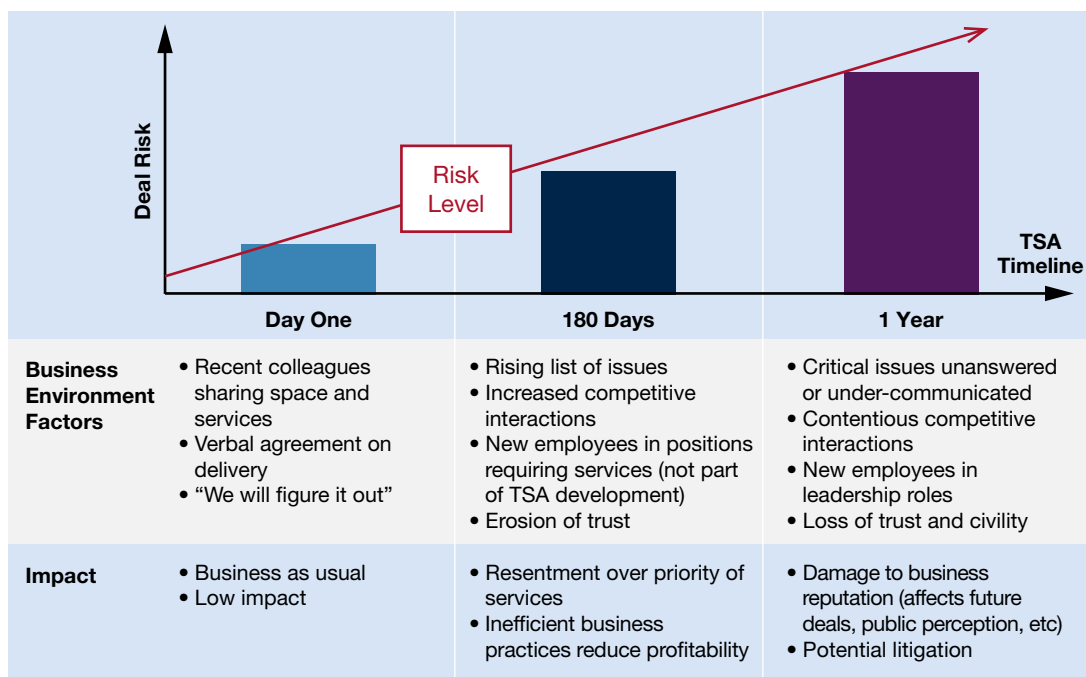 Deal Risk
Risk
Level
TSA
Timeline
Day One
180 Days
1 Year
Business
Environment
Factors
• Recent colleagues
sharing space and
services
• Verbal agreement on
delivery
• “We will figure it out”
• Rising list of issues
• Increased competitive
interactions
• New employees in positions
requiring services (not part
of TSA development)
• Erosion of trust
• Critical issues unanswered
or under-communicated
• Contentious competitive
interactions
• New employees in
leadership roles
• Loss of trust and civility
Impact
• Business as usual
• Low impact
• Resentment over priority of
services
• Inefficient business
practices reduce profitability
• Damage to business
reputation (affects future
deals, public perception, etc)
• Potential litigation